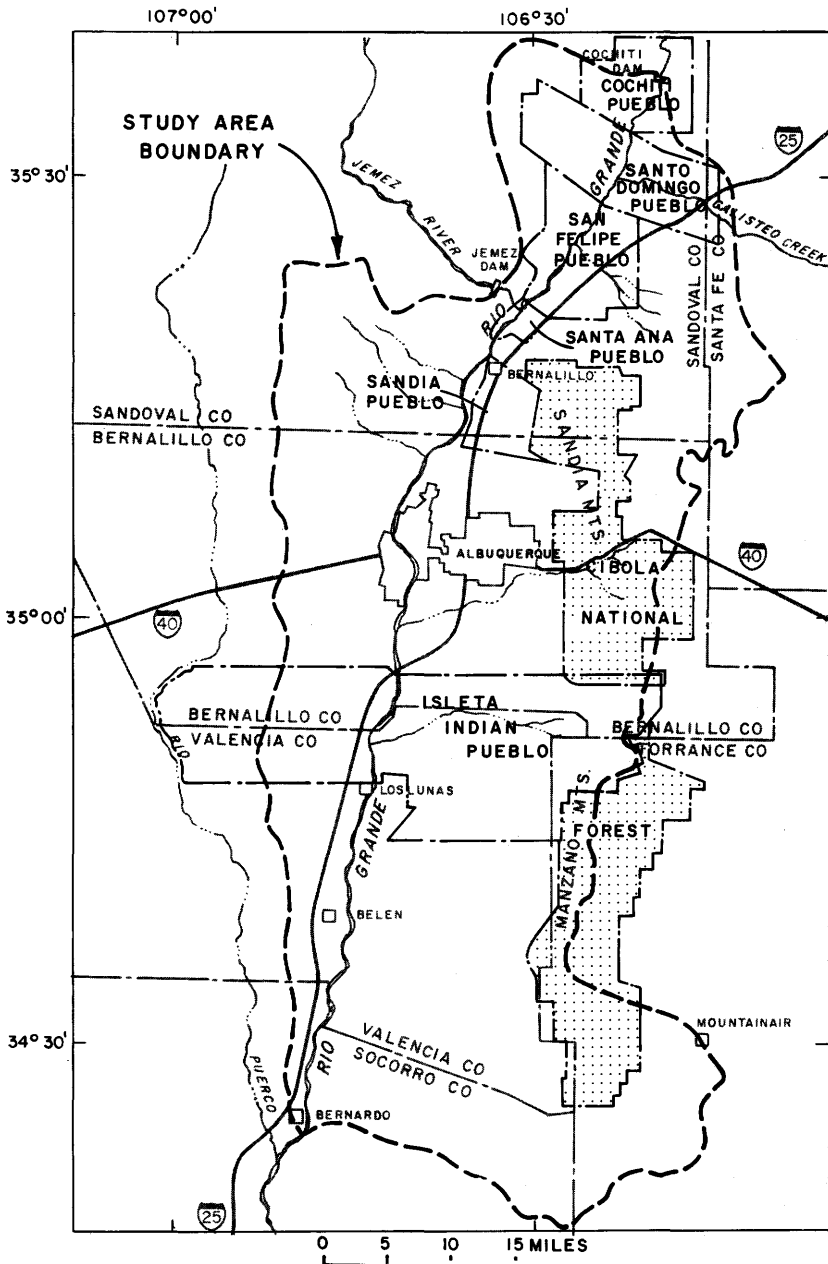 107°00'
106°30'
COCHITI
DAM
COCHITI
PUEBLO
STUDY AREA
BOUNDARY
25
35°30'
JEMEZ
RIVER
GRANDE
SANTO
DOMINGO
PUEBLO
GALISTEO CREEK
SAN
FELIPE
PUEBLO
JEMEZ
DAM
SANDOVAL CO
SANTA FE CO
RIO
SANTA ANA
PUEBLO
BERNALILLO
SANDIA
PUEBLO
SANDIA MTS
SANDOVAL CO
BERNALILLO CO
ALBUQUERQUE
40
CIBOLA
35°00'
40
NATIONAL
ISLETA
BERNALILLO CO
VALENCIA CO
INDIAN
PUEBLO
BERNALILLO CO
TORRANCE CO
RIO
LOS LUNAS
GRANDE
MANZANO MTS.
FOREST
BELEN
34°30'
MOUNTAINAIR
VALENCIA CO
SOCORRO CO
RIO
PUERCO
BERNARDO
25
0 5 10 15 MILES